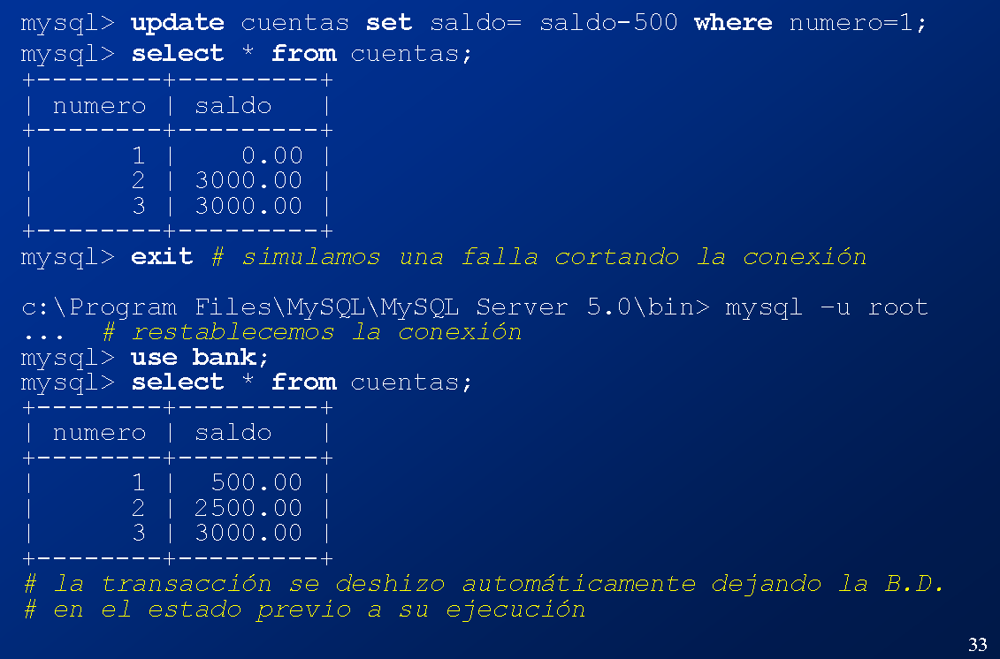 mysql> update cuentas set saldo= saldo-500 where numero=1;
mysql> select * from cuentas;
+--------+---------+
| numero | saldo   |
+--------+---------+
|      1 |    0.00 |
|      2 | 3000.00 |
|      3 | 3000.00 |
+--------+---------+
mysql> exit # simulamos una falla cortando la conexión
c:\Program Files\MySQL\MySQL Server 5.0\bin> mysql –u root
...  # restablecemos la conexión
mysql> use bank;
mysql> select * from cuentas;
+--------+---------+
| numero | saldo   |
+--------+---------+
|      1 |  500.00 |
|      2 | 2500.00 |
|      3 | 3000.00 |
+--------+---------+
# la transacción se deshizo automáticamente dejando la B.D.
# en el estado previo a su ejecución
33